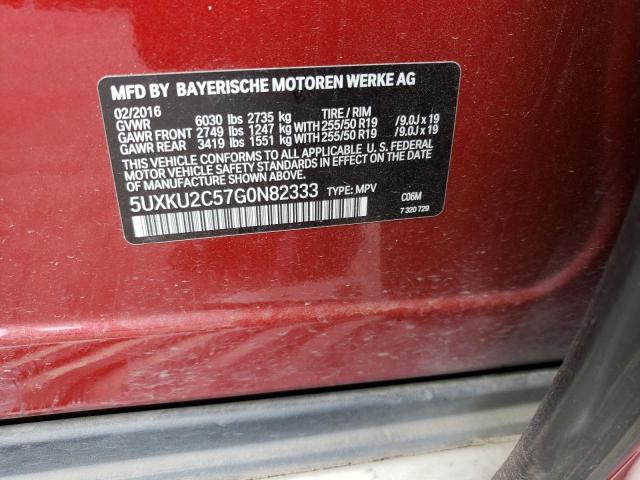 MFD BY BAYERISCHE MOTOREN WERKE AG
02/2016
GVWR 6030 lbs 2735 kg TIRE / RIM
GAWR FRONT 2749 lbs 1247 kg WITH 255/50 R19 /9.0J x 19
GAWR REAR 3419 lbs 1551 kg WITH 255/50 R19 /9.0J x 19
THIS VEHICLE CONFORMS TO ALL APPLICABLE U.S. FEDERAL
MOTOR VEHICLE SAFETY STANDARDS IN EFFECT ON THE DATE OF
MANUFACTURE SHOWN ABOVE.
5UXKU2C57G0N82333 TYPE: MPV C06M
7 320 729